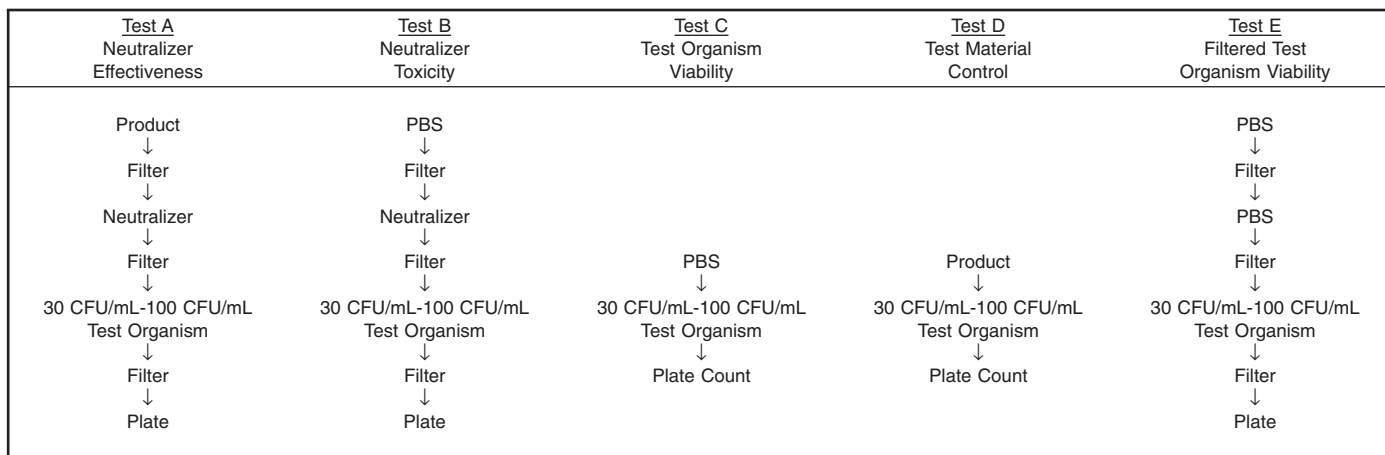 Test A
Neutralizer
Effectiveness
Test B
Neutralizer
Toxicity
Test C
Test Organism
Viability
Test D
Test Material
Control
Test E
Filtered Test
Organism Viability
Product
↓
Filter
↓
Neutralizer
↓
Filter
↓
30 CFU/mL-100 CFU/mL
Test Organism
↓
Filter
↓
Plate
PBS
↓
Filter
↓
Neutralizer
↓
Filter
↓
30 CFU/mL-100 CFU/mL
Test Organism
↓
Filter
↓
Plate
PBS
↓
30 CFU/mL-100 CFU/mL
Test Organism
↓
Plate Count
Product
↓
30 CFU/mL-100 CFU/mL
Test Organism
↓
Plate Count
PBS
↓
Filter
↓
PBS
↓
Filter
↓
30 CFU/mL-100 CFU/mL
Test Organism
↓
Filter
↓
Plate